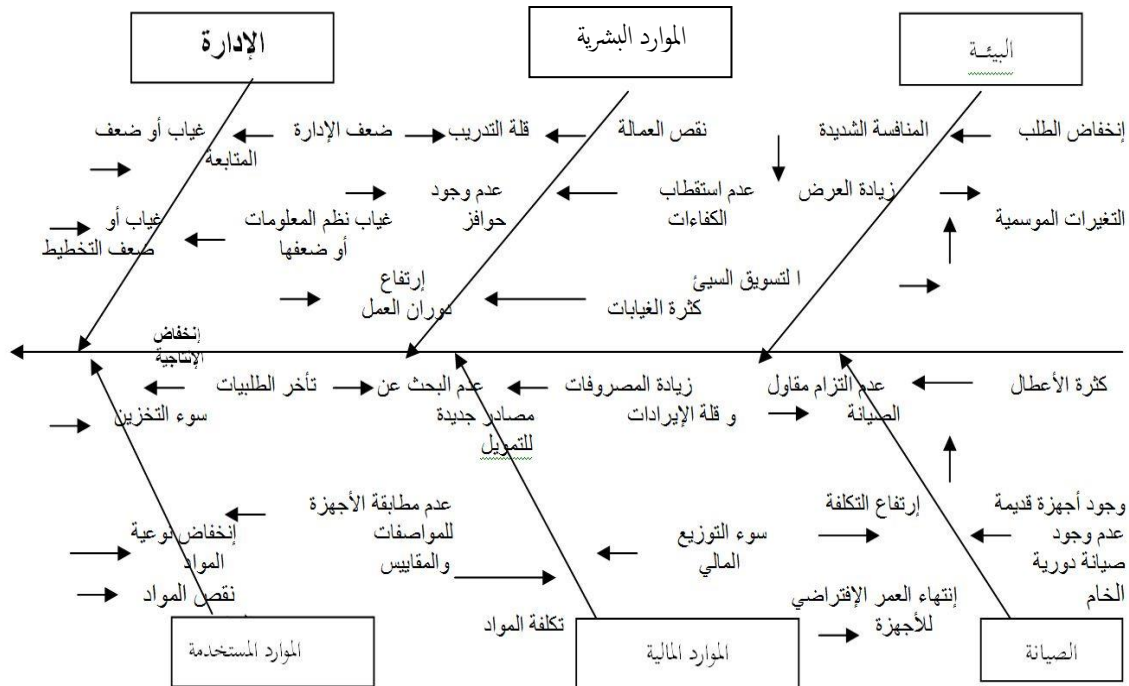 البيئـة
الموارد البشرية
الإدارة
إنخفاض الطلب
المنافسة الشديدة
نقص العمالة
قلة التدريب
ضعف الإدارة
غياب أو ضعف
المتابعة
التغيرات الموسمية
زيادة العرض
عدم استقطاب
الكفاءات
عدم وجود
حوافز
غياب نظم المعلومات
أو ضعفها
غياب أو
ضعف التخطيط
ا لتسويق السيئ
كثرة الغيابات
إرتفاع
دوران العمل
إنخفاض
الإنتاجية
كثرة الأعطال
عدم التزام مقاول
الصيانة
زيادة المصروفات
و قلة الإيرادات
عدم البحث عن
مصادر جديدة
للتمويل
تأخر الطلبيات
سوء التخزين
وجود أجهزة قديمة
عدم وجود
صيانة دورية
الخام
إرتفاع التكلفة
سوء التوزيع
المالي
عدم مطابقة الأجهزة
للمواصفات
والمقاييس
إنخفاض نوعية
المواد
نقص المواد
إنتهاء العمر الإفتراضي
للأجهزة
تكلفة المواد
الصيانة
الموارد المالية
الموارد المستخدمة